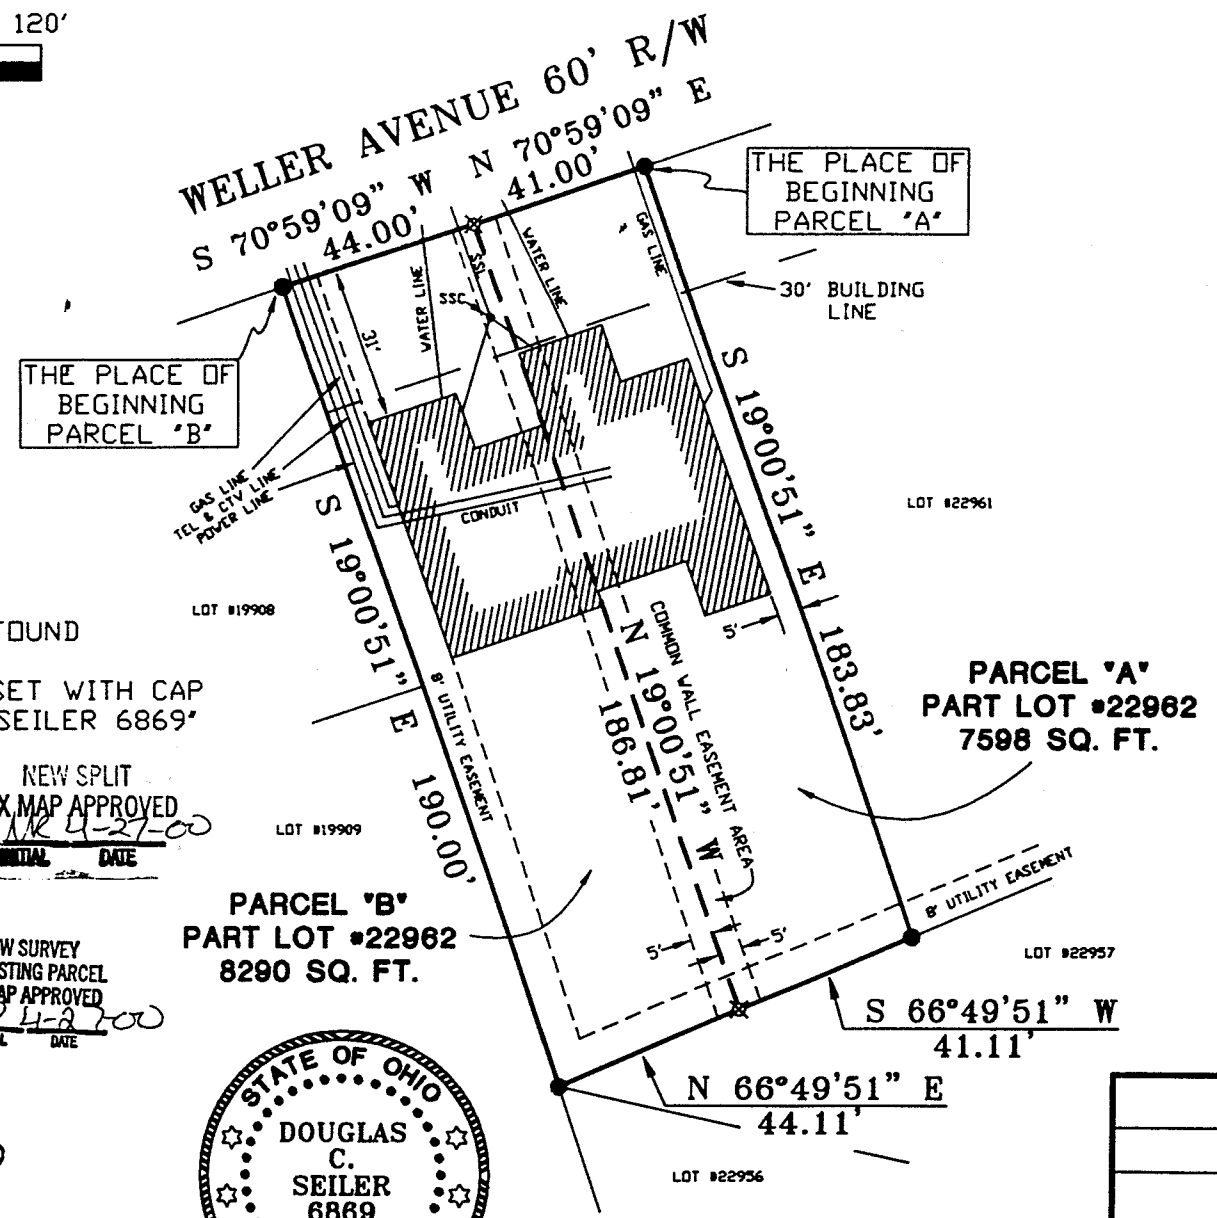 120'
WELLER AVENUE 60' R/W
S 70°59'09" W
44.00'
N 70°59'09" E
41.00'
THE PLACE OF
BEGINNING
PARCEL "A"
30' BUILDING
LINE
THE PLACE OF
BEGINNING
PARCEL "B"
GAS LINE
TEL & CTV LINE
POWER LINE
31'
WATER LINE
SSL
SSC
WATER LINE
GAS LINE
CONDUIT
S 19°00'51" E
183.83'
LOT #22961
LOT #19908
S 19°00'51" E
190.00'
8' UTILITY EASEMENT
N 19°00'51" W
186.81'
COMMON WALL EASEMENT AREA
5'
SET WITH CAP
SEILER 6869"
NEW SPLIT
MAP APPROVED
4-27-00
DATE
LOT #19909
PARCEL "A"
PART LOT #22962
7598 SQ. FT.
PARCEL "B"
PART LOT #22962
8290 SQ. FT.
SURVEY
PARCEL
APPROVED
4-27-00
DATE
5'
5'
8' UTILITY EASEMENT
LOT #22957
S 66°49'51" W
41.11'
N 66°49'51" E
44.11'
LOT #22956
STATE OF OHIO
DOUGLAS
C.
SEILER
6869